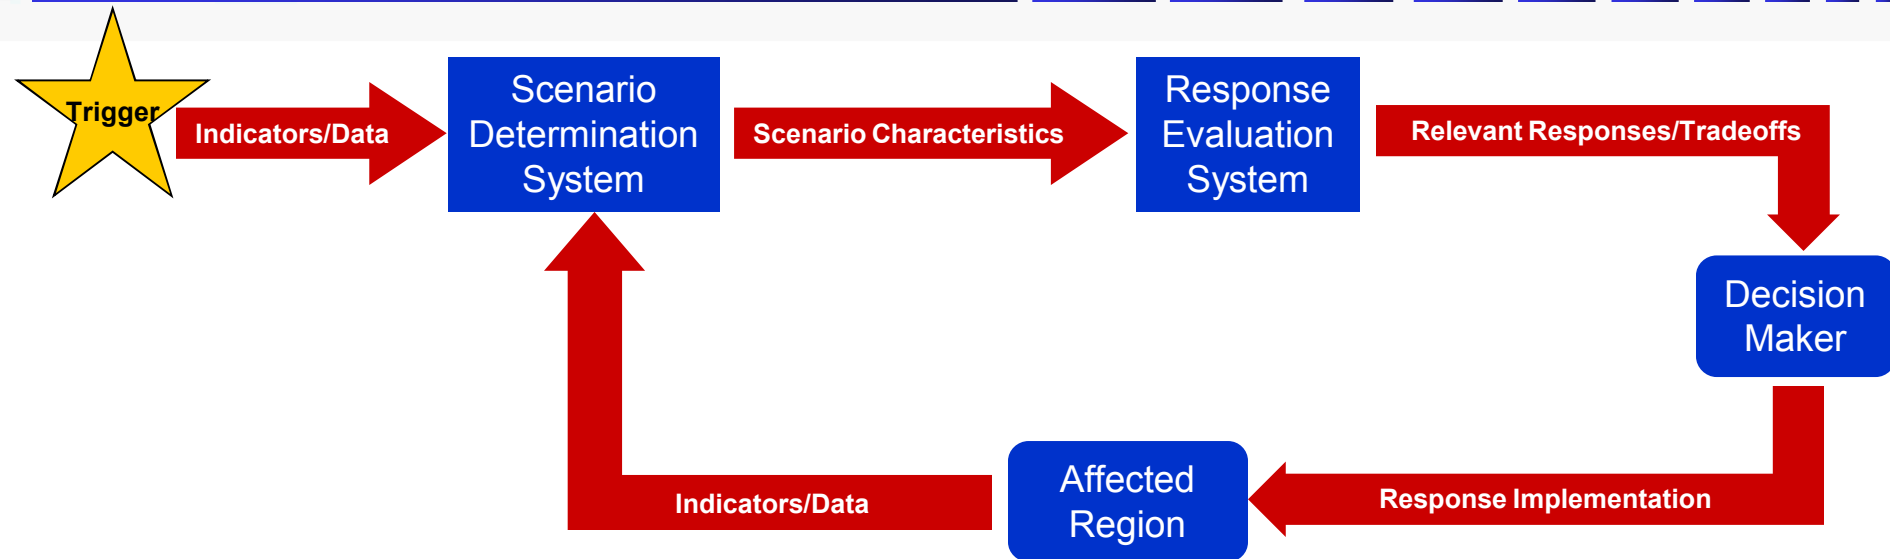 Trigger
Indicators/Data
Scenario
Determination
System
Scenario Characteristics
Response
Evaluation
System
Relevant Responses/Tradeoffs
Decision
Maker
Response Implementation
Affected
Region
Indicators/Data